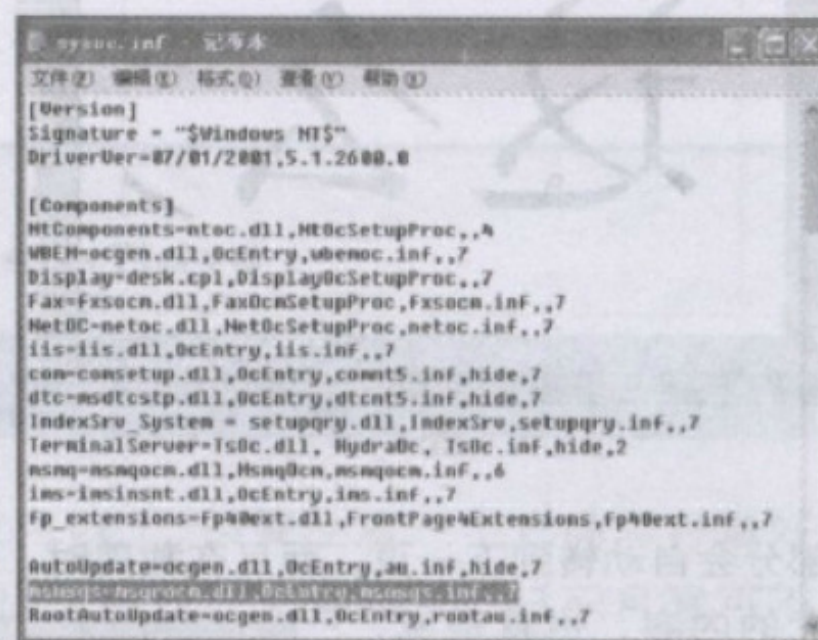 sysoc.inf - 记事本
文件(F) 编辑(E) 格式(O) 查看(V) 帮助(H)
[Version]
Signature = "$Windows NT$"
DriverVer=07/01/2001,5.1.2600.0
[Components]
NtComponents=ntoc.dll,NtOcSetupProc,,4
WBEM=ocgen.dll,OcEntry,wbemoc.inf,,7
Display=desk.cpl,DisplayOcSetupProc,,7
Fax=fxsocm.dll,FaxOcmSetupProc,fxsocm.inf,,7
NetOC=netoc.dll,NetOcSetupProc,netoc.inf,,7
iis=iis.dll,OcEntry,iis.inf,,7
com=comsetup.dll,OcEntry,comnt5.inf,hide,7
dtc=msdtcstp.dll,OcEntry,dtcnt5.inf,hide,7
IndexSrv_System = setupqry.dll,IndexSrv,setupqry.inf,,7
TerminalServer=TsOc.dll, HydraOc, TsOc.inf,hide,2
msmq=msmqocm.dll,MsmqOcm,msmqocm.inf,,6
ims=imsinsnt.dll,OcEntry,ims.inf,,7
fp_extensions=fp40ext.dll,FrontPage4Extensions,fp40ext.inf,,7
AutoUpdate=ocgen.dll,OcEntry,au.inf,hide,7
msmsgs=msgrocm.dll,OcEntry,msmsgs.inf,,7
RootAutoUpdate=ocgen.dll,OcEntry,rootau.inf,,7